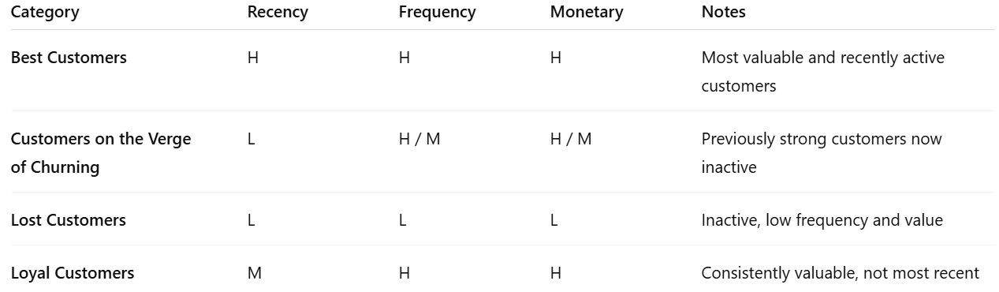 Category Recency Frequency Monetary Notes
Best Customers H H H Most valuable and recently active
customers
Customers on the Verge L H / M H / M Previously strong customers now
of Churning inactive
Lost Customers L L L Inactive, low frequency and value
Loyal Customers M H H Consistently valuable, not most recent